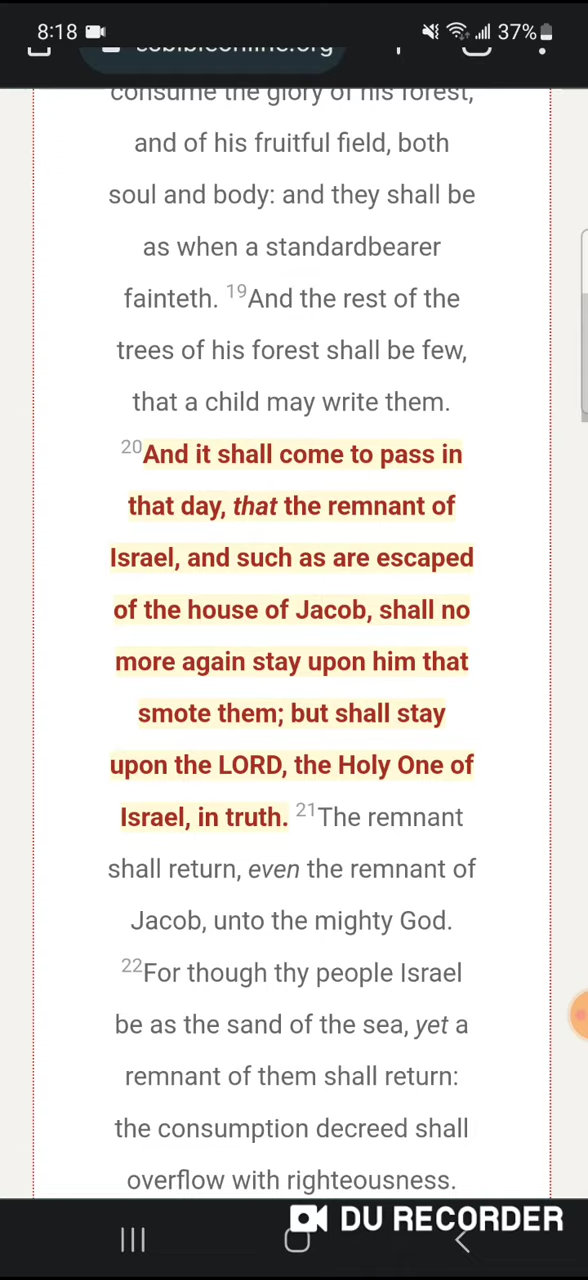 8:18 37%
consume the glory of his forest,
and of his fruitful field, both
soul and body: and they shall be
as when a standardbearer
fainteth. 19And the rest of the
trees of his forest shall be few,
that a child may write them.
20And it shall come to pass in
that day, that the remnant of
Israel, and such as are escaped
of the house of Jacob, shall no
more again stay upon him that
smote them; but shall stay
upon the LORD, the Holy One of
Israel, in truth. 21The remnant
shall return, even the remnant of
Jacob, unto the mighty God.
22For though thy people Israel
be as the sand of the sea, yet a
remnant of them shall return:
the consumption decreed shall
overflow with righteousness.
DU RECORDER